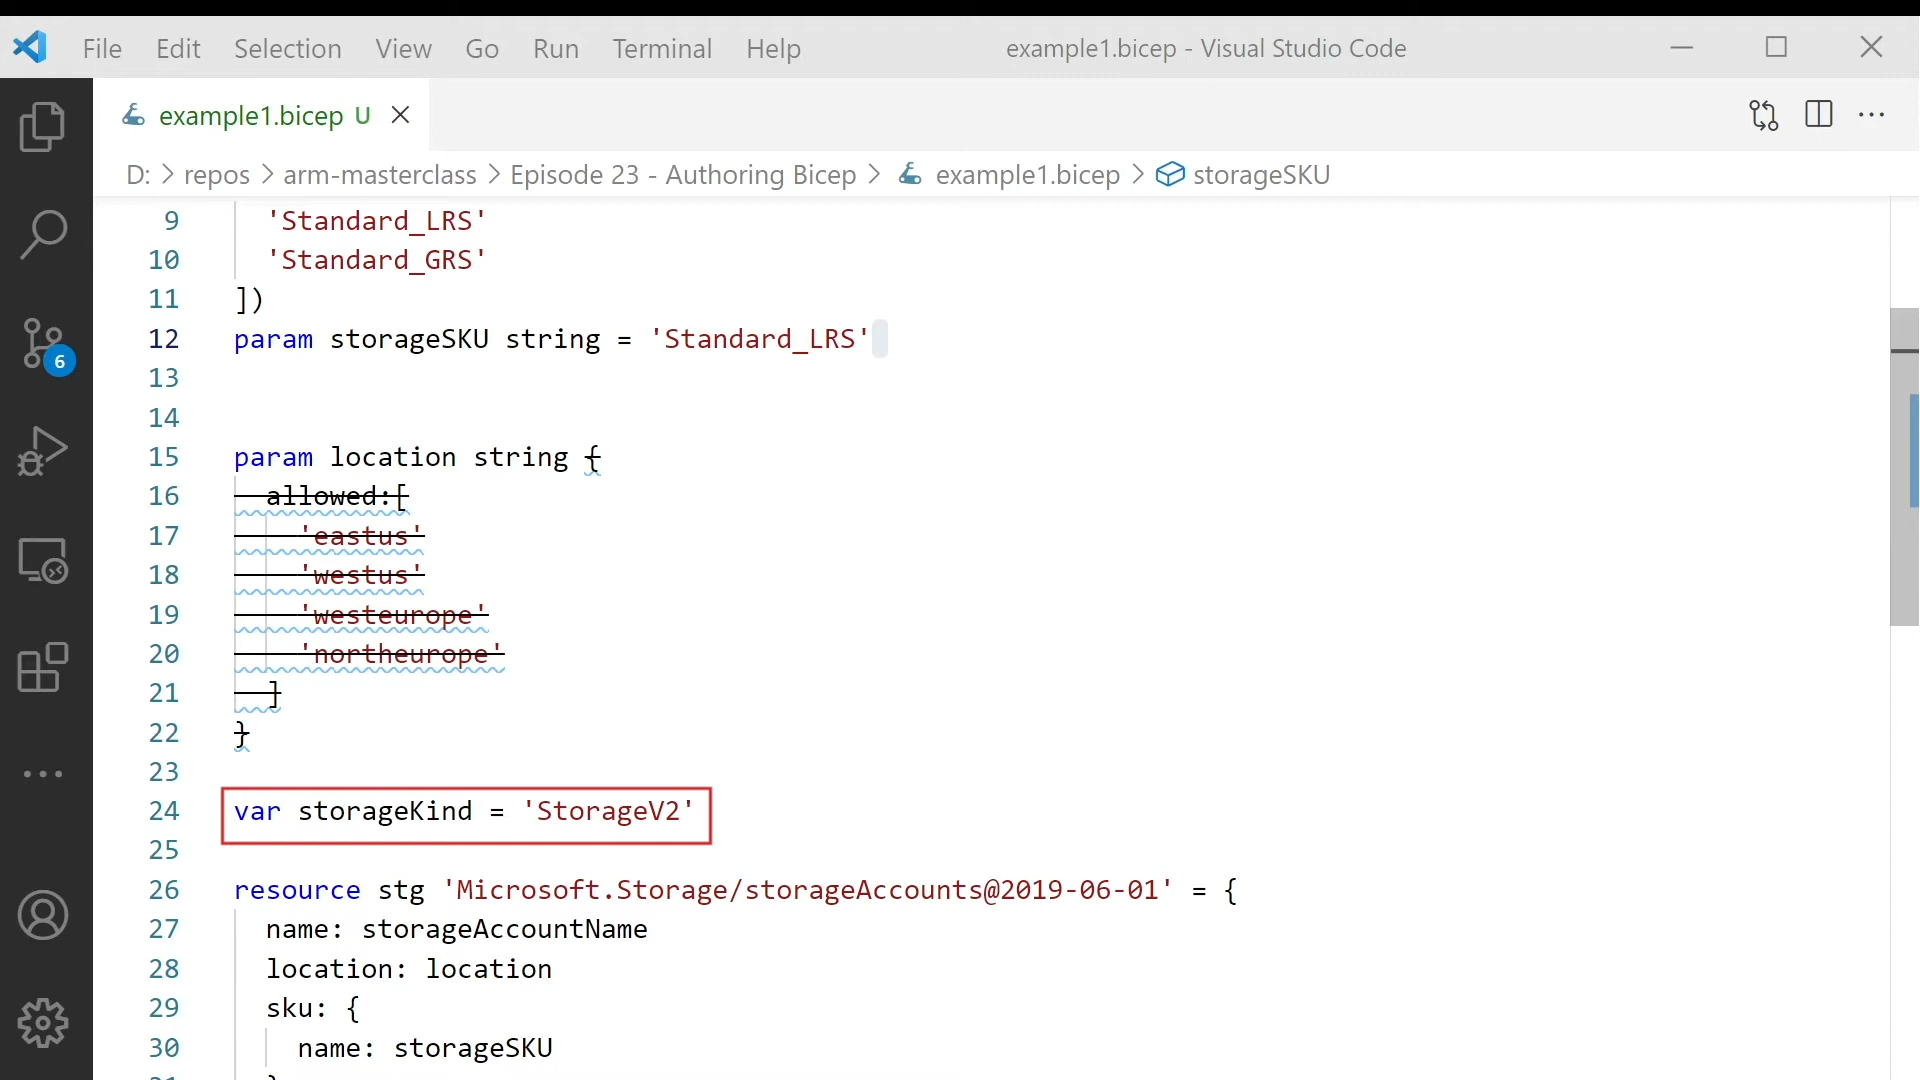 File Edit Selection View Go Run Terminal Help example1.bicep - Visual Studio Code
example1.bicep U
D: > repos > arm-masterclass > Episode 23 - Authoring Bicep > example1.bicep > storageSKU
9 'Standard_LRS'
10 'Standard_GRS'
11 ])
12 param storageSKU string = 'Standard_LRS'
13
14
15 param location string {
16 allowed:[
17 'eastus'
18 'westus'
19 'westeurope'
20 'northeurope'
21 ]
22 }
23
24 var storageKind = 'StorageV2'
25
26 resource stg 'Microsoft.Storage/storageAccounts@2019-06-01' = {
27 name: storageAccountName
28 location: location
29 sku: {
30 name: storageSKU
6